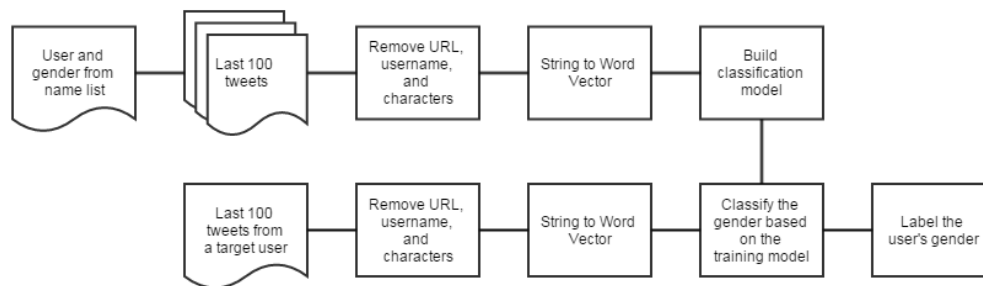 User and
gender from
name list
Last 100
tweets
Remove URL,
username,
and
characters
String to Word
Vector
Build
classification
model
Last 100
tweets from
a target user
Remove URL,
username,
and
characters
String to Word
Vector
Classify the
gender based
on the
training model
Label the
user's gender